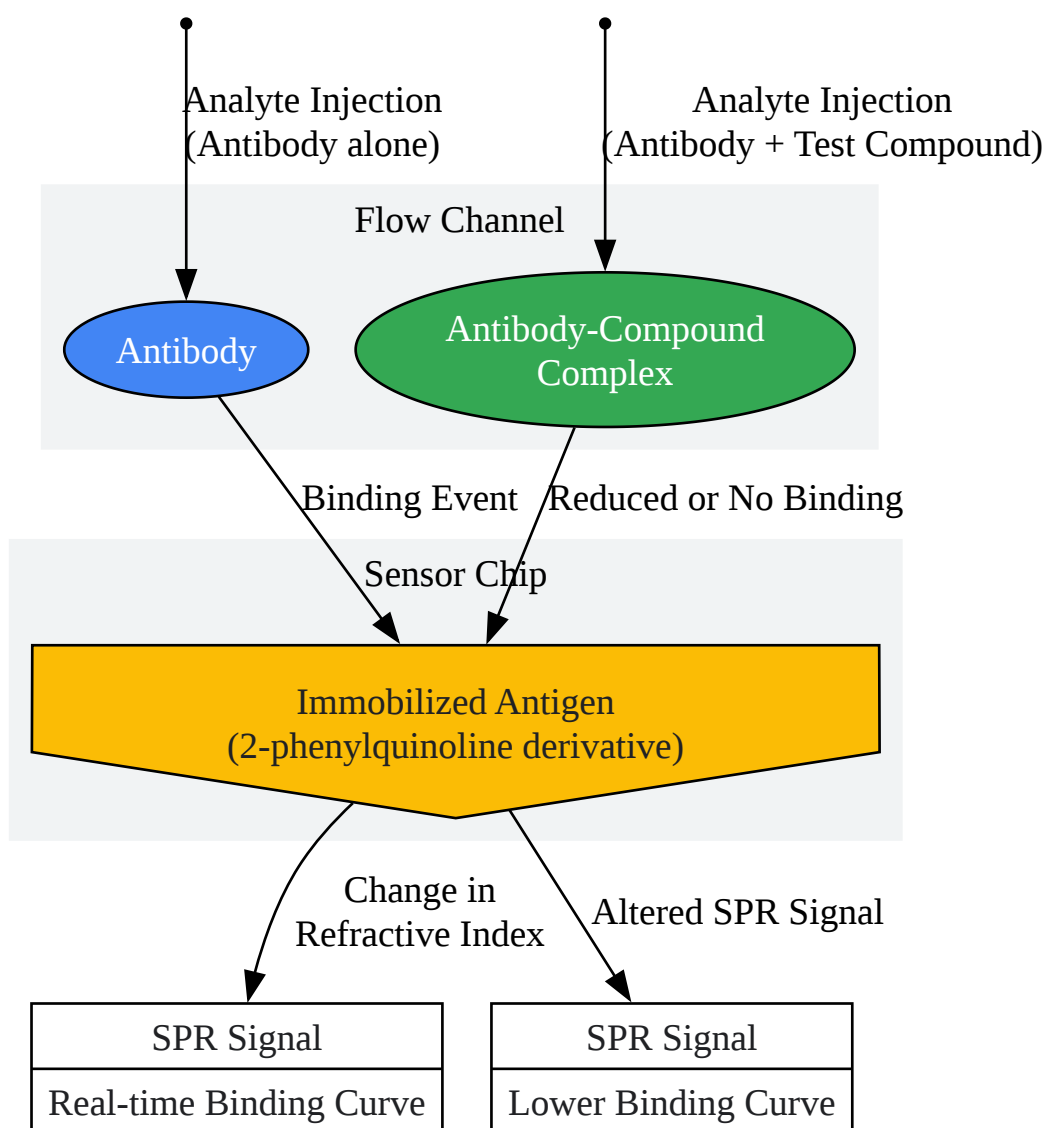 Analyte Injection
(Antibody alone)
Analyte Injection
(Antibody + Test Compound)
Flow Channel
Antibody
Antibody-Compound
Complex
Binding Event
Reduced or No Binding
Sensor Chip
Immobilized Antigen
(2-phenylquinoline derivative)
Change in
Refractive Index
Altered SPR Signal
SPR Signal
Real-time Binding Curve
SPR Signal
Lower Binding Curve